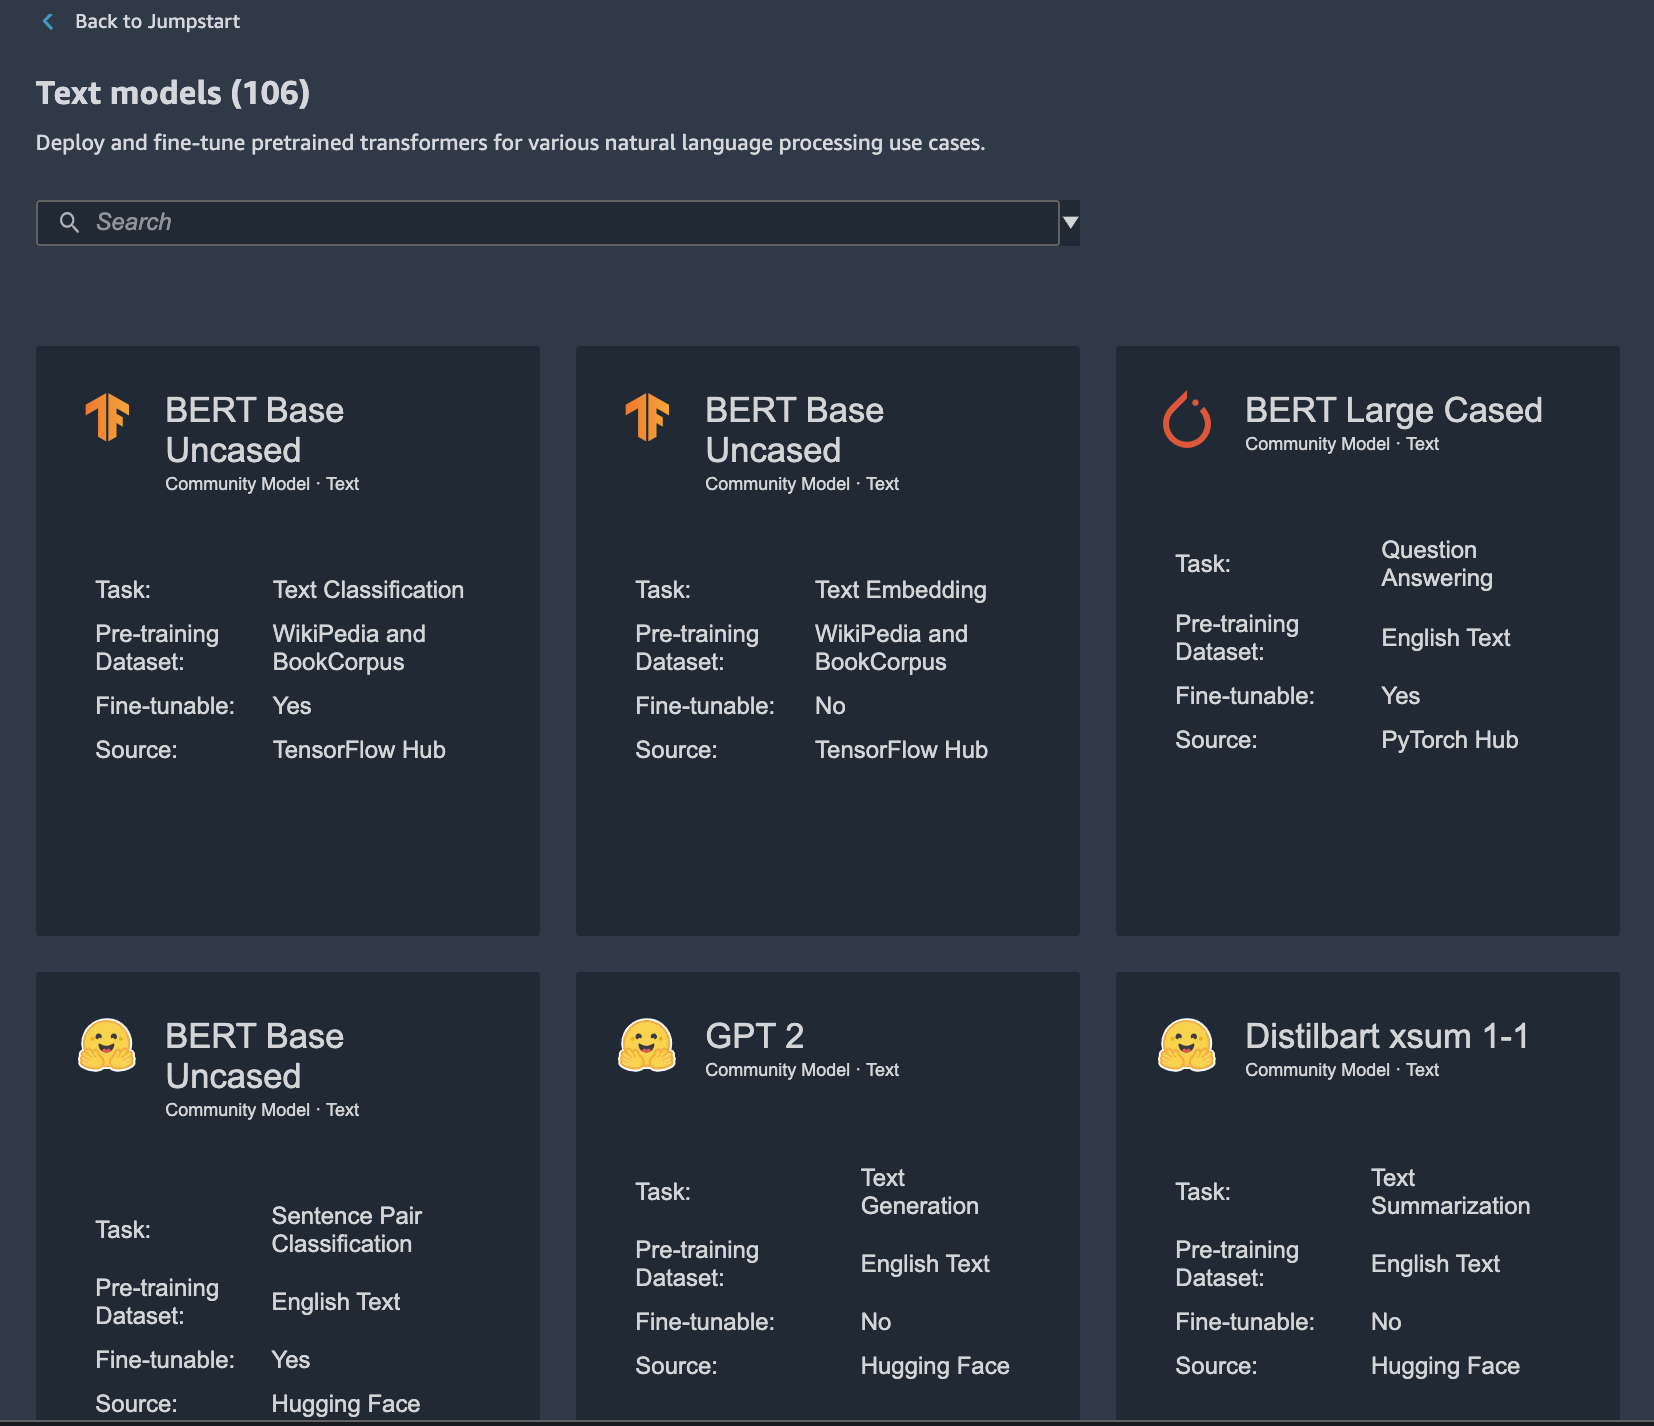 Back to Jumpstart
Text models (106)
Deploy and fine-tune pretrained transformers for various natural language processing use cases.
Search
BERT Base
Uncased
Community Model · Text
Task: Text Classification
Pre-training
Dataset:
WikiPedia and
BookCorpus
Fine-tunable: Yes
Source: TensorFlow Hub
BERT Base
Uncased
Community Model · Text
Task: Text Embedding
Pre-training
Dataset:
WikiPedia and
BookCorpus
Fine-tunable: No
Source: TensorFlow Hub
BERT Large Cased
Community Model · Text
Task:
Question
Answering
Pre-training
Dataset:
English Text
Fine-tunable: Yes
Source: PyTorch Hub
BERT Base
Uncased
Community Model · Text
Task:
Sentence Pair
Classification
Pre-training
Dataset:
English Text
Fine-tunable: Yes
Source: Hugging Face
GPT 2
Community Model · Text
Task:
Text
Generation
Pre-training
Dataset:
English Text
Fine-tunable: No
Source: Hugging Face
Distilbart xsum 1-1
Community Model · Text
Task:
Text
Summarization
Pre-training
Dataset:
English Text
Fine-tunable: No
Source: Hugging Face